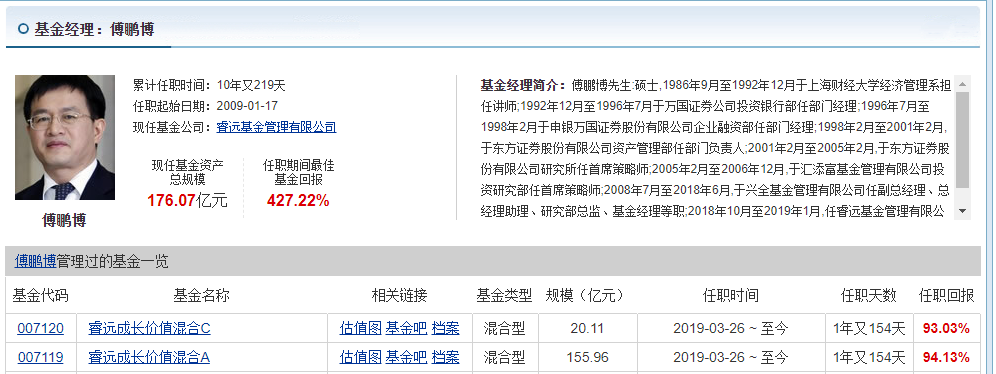 基金经理：傅鹏博
累计任职时间：10年又219天
任职起始日期：2009-01-17
现任基金公司：睿远基金管理有限公司
现任基金资产
总规模
176.07亿元
任职期间最佳
基金回报
427.22%
傅鹏博
基金经理简介：傅鹏博先生:硕士,1986年9月至1992年12月于上海财经大学经济管理系担
任讲师;1992年12月至1996年7月于万国证券公司投资银行部任部门经理;1996年7月至
1998年2月于申银万国证券股份有限公司企业融资部任部门经理;1998年2月至2001年2月,
于东方证券股份有限公司资产管理部任部门负责人;2001年2月至2005年2月,于东方证券股
份有限公司研究所任首席策略师;2005年2月至2006年12月,于汇添富基金管理有限公司投
资研究部任首席策略师;2008年7月至2018年6月,于兴全基金管理有限公司任副总经理、总
经理助理、研究部总监、基金经理等职;2018年10月至2019年1月,任睿远基金管理有限公
傅鹏博管理过的基金一览
基金代码 基金名称 相关链接 基金类型 规模（亿元） 任职时间 任职天数 任职回报
007120 睿远成长价值混合C 估值图 基金吧 档案 混合型 20.11 2019-03-26 ~ 至今 1年又154天 93.03%
007119 睿远成长价值混合A 估值图 基金吧 档案 混合型 155.96 2019-03-26 ~ 至今 1年又154天 94.13%